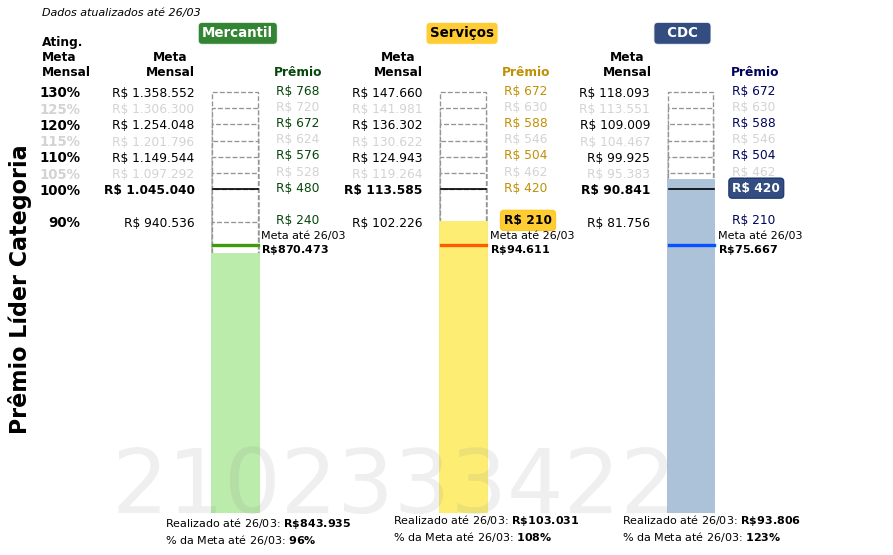 Dados atualizados até 26/03
Mercantil Serviços CDC
Ating. Meta Mensal
Meta Mensal Prêmio Meta Mensal Prêmio Meta Mensal Prêmio
130% R$ 1.358.552 R$ 768 R$ 147.660 R$ 672 R$ 118.093 R$ 672
125% R$ 1.306.300 R$ 720 R$ 141.981 R$ 630 R$ 113.551 R$ 630
120% R$ 1.254.048 R$ 672 R$ 136.302 R$ 588 R$ 109.009 R$ 588
115% R$ 1.201.796 R$ 624 R$ 130.622 R$ 546 R$ 104.467 R$ 546
110% R$ 1.149.544 R$ 576 R$ 124.943 R$ 504 R$ 99.925 R$ 504
105% R$ 1.097.292 R$ 528 R$ 119.264 R$ 462 R$ 95.383 R$ 462
100% R$ 1.045.040 R$ 480 R$ 113.585 R$ 420 R$ 90.841 R$ 420
90% R$ 940.536 R$ 240 R$ 102.226 R$ 210 R$ 81.756 R$ 210
Meta até 26/03 Meta até 26/03 Meta até 26/03
R$870.473 R$94.611 R$75.667
Prêmio Líder Categoria
2102333422
Realizado até 26/03: R$843.935 Realizado até 26/03: R$103.031 Realizado até 26/03: R$93.806
% da Meta até 26/03: 96% % da Meta até 26/03: 108% % da Meta até 26/03: 123%